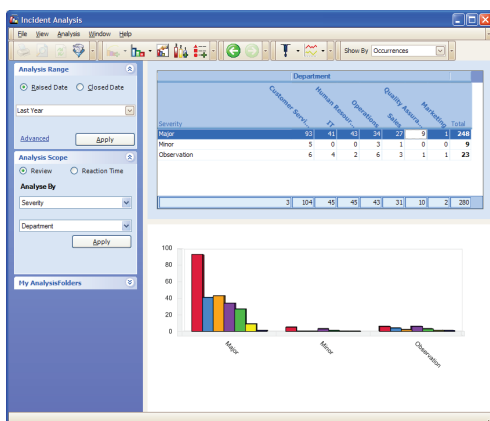 Incident Analysis
File View Analysis Window Help
Show By Occurrences
Analysis Range
Raised Date Closed Date
Last Year
Advanced Apply
Analysis Scope
Review Reaction Time
Analyse By
Severity
Department
Apply
My AnalysisFolders
Department
Severity Customer Servi... IT Human Resour... Operations Sales Quality Assura... Marketing Total
Major 93 41 43 34 27 9 1 248
Minor 5 0 0 3 1 0 0 9
Observation 6 4 2 6 3 1 1 23
3 104 45 45 43 31 10 2 280
100
80
60
40
20
0
Major Minor Observation